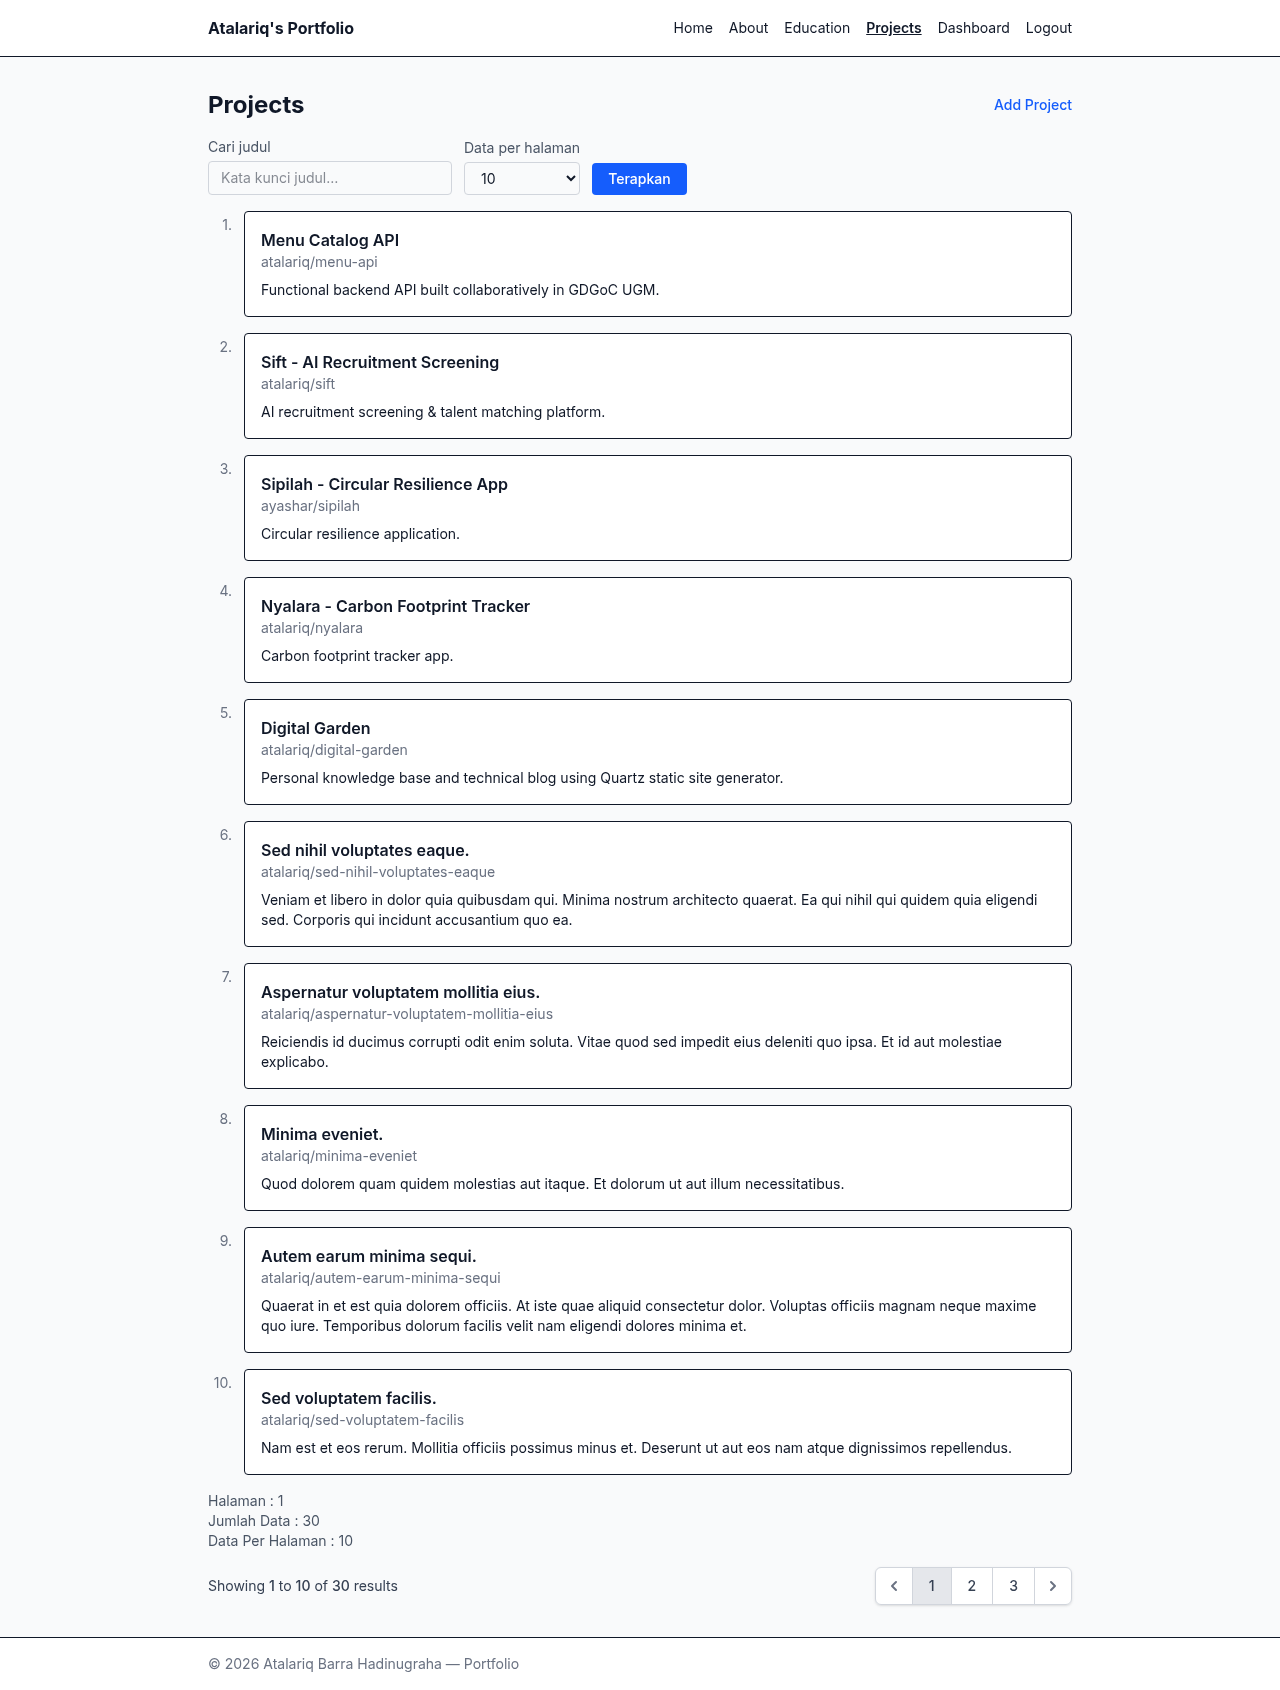 Atalariq's Portfolio
Home About Education Projects Dashboard Logout
Projects
Add Project
Cari judul
Data per halaman
Kata kunci judul...
10
Terapkan
1.
Menu Catalog API
atalariq/menu-api
Functional backend API built collaboratively in GDGoC UGM.
2.
Sift - AI Recruitment Screening
atalariq/sift
AI recruitment screening & talent matching platform.
3.
Sipilah - Circular Resilience App
ayashar/sipilah
Circular resilience application.
4.
Nyalara - Carbon Footprint Tracker
atalariq/nyalara
Carbon footprint tracker app.
5.
Digital Garden
atalariq/digital-garden
Personal knowledge base and technical blog using Quartz static site generator.
6.
Sed nihil voluptates eaque.
atalariq/sed-nihil-voluptates-eaque
Veniam et libero in dolor quia quibusdam qui. Minima nostrum architecto quaerat. Ea qui nihil qui quidem quia eligendi
sed. Corporis qui incidunt accusantium quo ea.
7.
Aspernatur voluptatem mollitia eius.
atalariq/aspernatur-voluptatem-mollitia-eius
Reiciendis id ducimus corrupti odit enim soluta. Vitae quod sed impedit eius deleniti quo ipsa. Et id aut molestiae
explicabo.
8.
Minima eveniet.
atalariq/minima-eveniet
Quod dolorem quam quidem molestias aut itaque. Et dolorum ut aut illum necessitatibus.
9.
Autem earum minima sequi.
atalariq/autem-earum-minima-sequi
Quaerat in et est quia dolorem officiis. At iste quae aliquid consectetur dolor. Voluptas officiis magnam neque maxime
quo iure. Temporibus dolorum facilis velit nam eligendi dolores minima et.
10.
Sed voluptatem facilis.
atalariq/sed-voluptatem-facilis
Nam est et eos rerum. Mollitia officiis possimus minus et. Deserunt ut aut eos nam atque dignissimos repellendus.
Halaman : 1
Jumlah Data : 30
Data Per Halaman : 10
Showing 1 to 10 of 30 results
1 2 3
© 2026 Atalariq Barra Hadinugraha — Portfolio